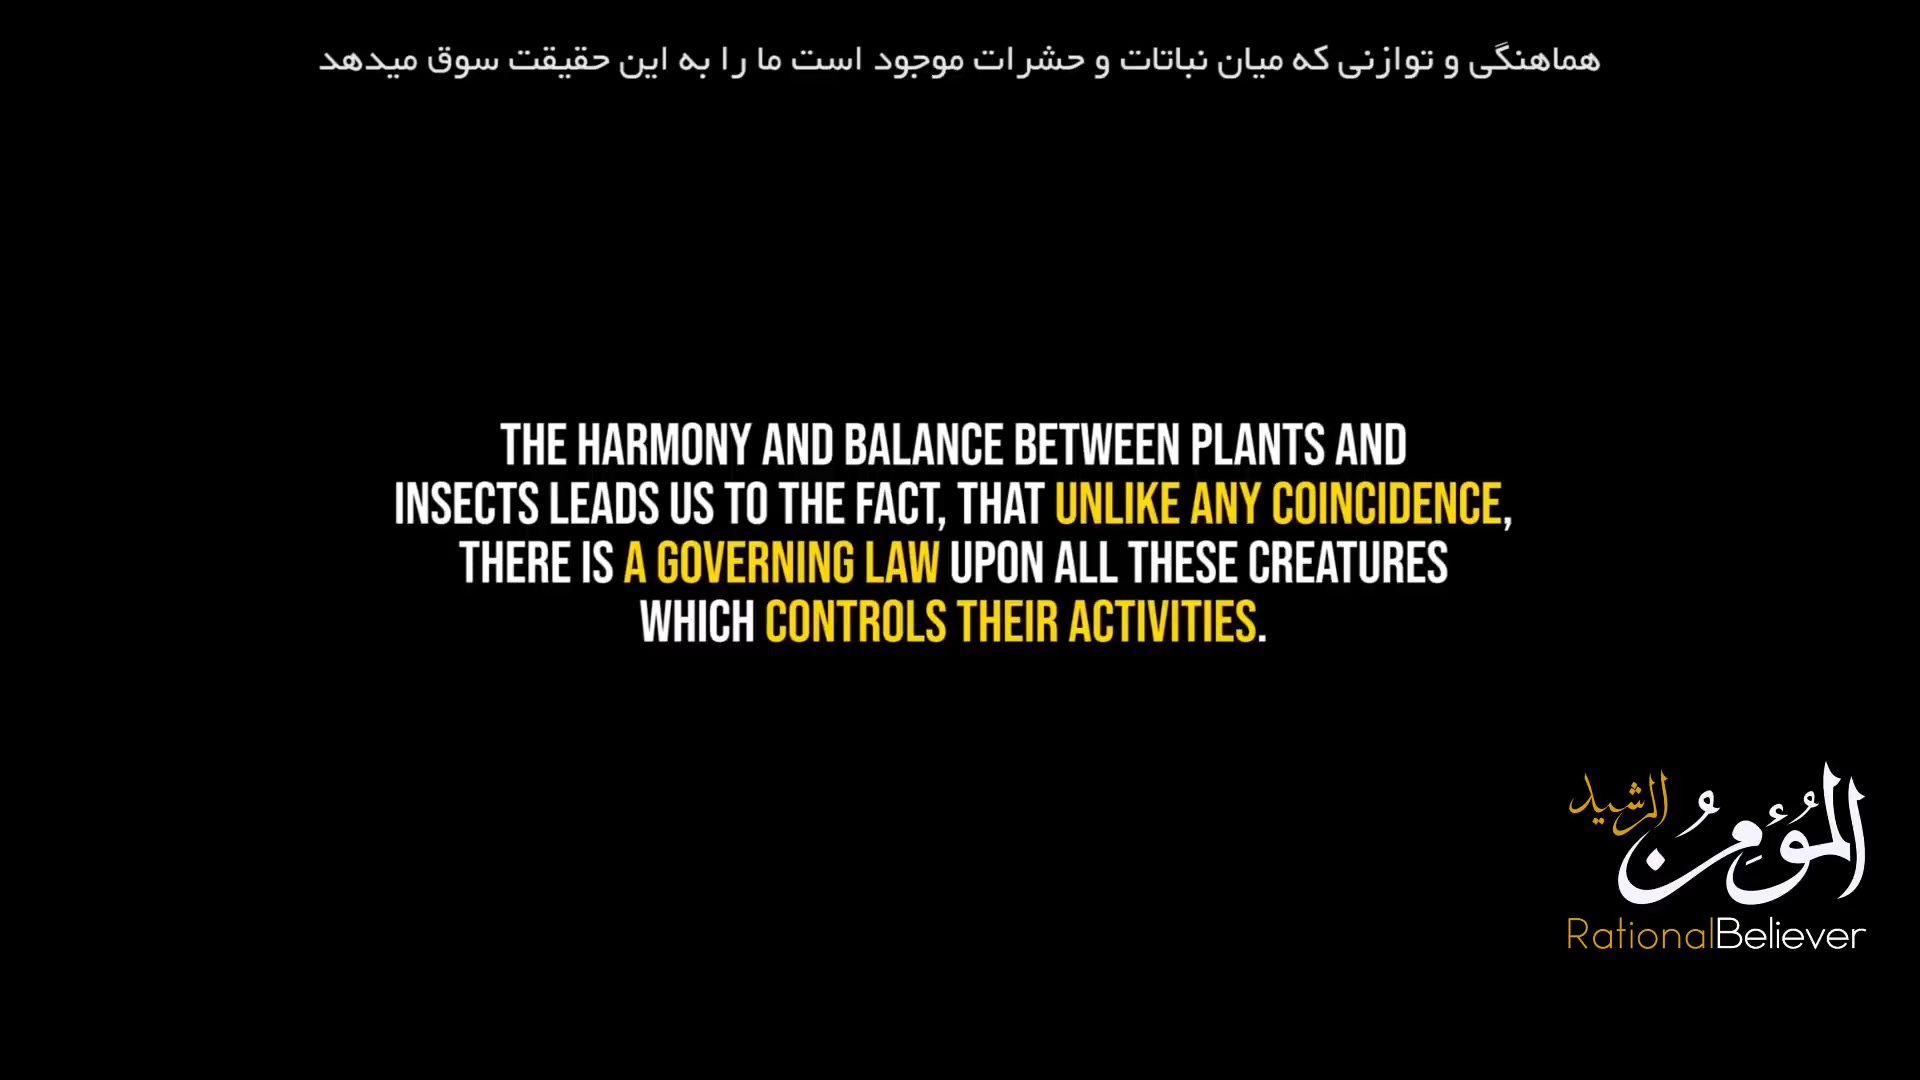 هماهنگی و توازنی که میان نباتات و حشرات موجود است ما را به این حقیقت سوق میدهد
THE HARMONY AND BALANCE BETWEEN PLANTS AND
INSECTS LEADS US TO THE FACT, THAT UNLIKE ANY COINCIDENCE,
THERE IS A GOVERNING LAW UPON ALL THESE CREATURES
WHICH CONTROLS THEIR ACTIVITIES.
المؤمِنُ الرشید
RationalBeliever